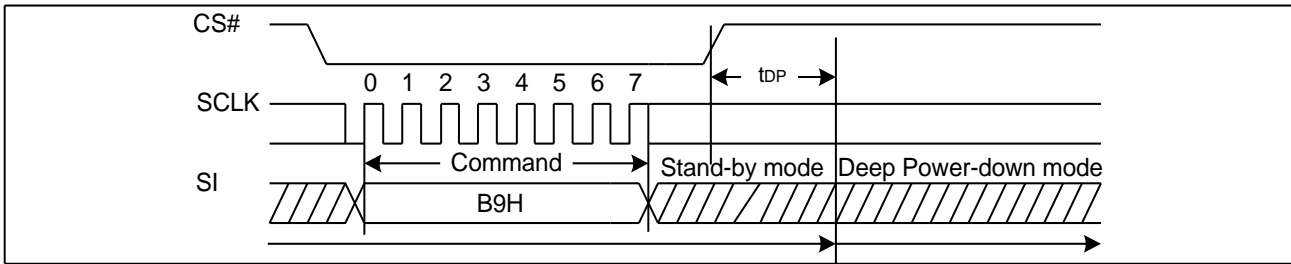 CS#
tDP
0 1 2 3 4 5 6 7
SCLK
Command
Stand-by mode Deep Power-down mode
SI
B9H